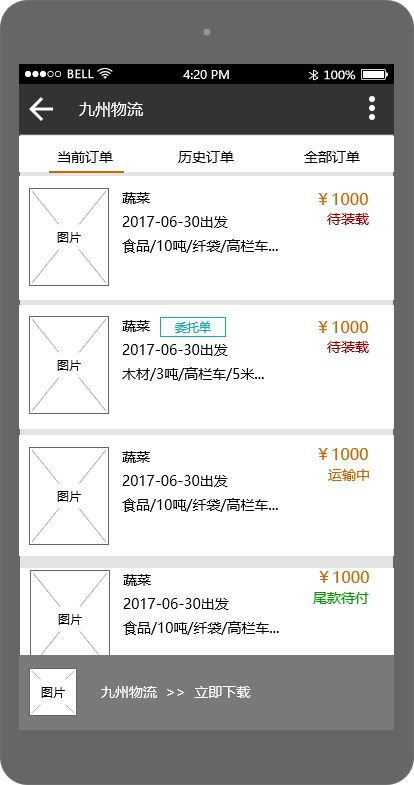 BELL 4:20 PM 100%
九州物流
当前订单 历史订单 全部订单
图片
蔬菜 ￥1000
2017-06-30出发 待装载
食品/10吨/纤袋/高栏车...
图片
蔬菜 委托单 ￥1000
2017-06-30出发 待装载
木材/3吨/高栏车/5米...
图片
蔬菜 ￥1000
2017-06-30出发 运输中
食品/10吨/纤袋/高栏车...
图片
蔬菜 ￥1000
2017-06-30出发 尾款待付
食品/10吨/纤袋/高栏车...
图片
九州物流 >> 立即下载